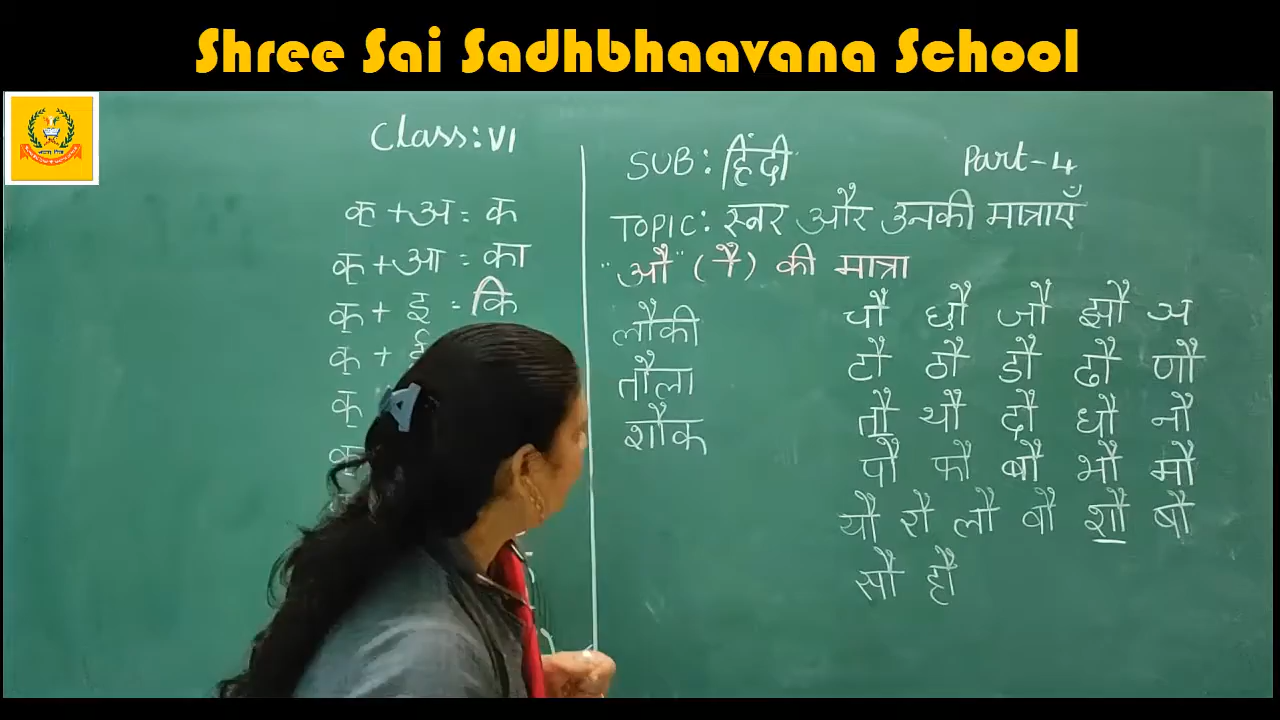 Shree Sai Sadhbhaavana School
Class: VI
SUB: हिंदी
Part-4
TOPIC: स्वर और उनकी मात्राएँ
"औ" (ौ) की मात्रा
क् + अ = क
क् + आ = का
क् + इ = कि
क् + ई
क्
क्
लौकी
तौला
शौक
चौ छौ जौ झौ ञ
टौ ठौ डौ ढौ णौ
तौ थौ दौ धौ नौ
पौ फौ बौ भौ मौ
यौ रौ लौ वौ शौ षौ
सौ हौ